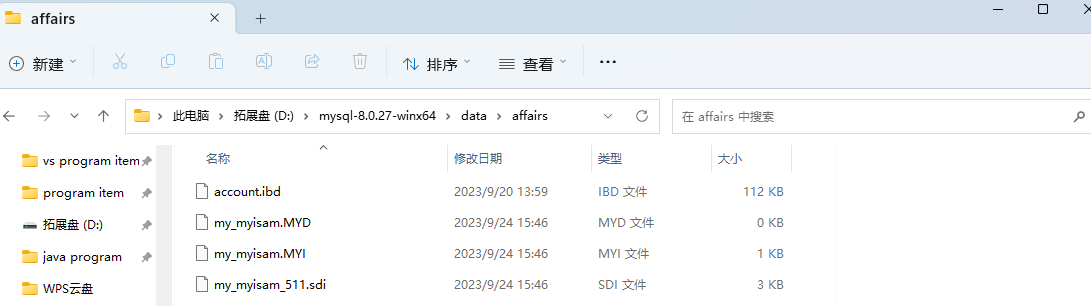 affairs
新建
排序
查看
此电脑 拓展盘 (D:) mysql-8.0.27-winx64 data affairs
在 affairs 中搜索
vs program item
program item
拓展盘 (D:)
java program
WPS云盘
名称 修改日期 类型 大小
account.ibd 2023/9/20 13:59 IBD 文件 112 KB
my_myisam.MYD 2023/9/24 15:46 MYD 文件 0 KB
my_myisam.MYI 2023/9/24 15:46 MYI 文件 1 KB
my_myisam_511.sdi 2023/9/24 15:46 SDI 文件 3 KB